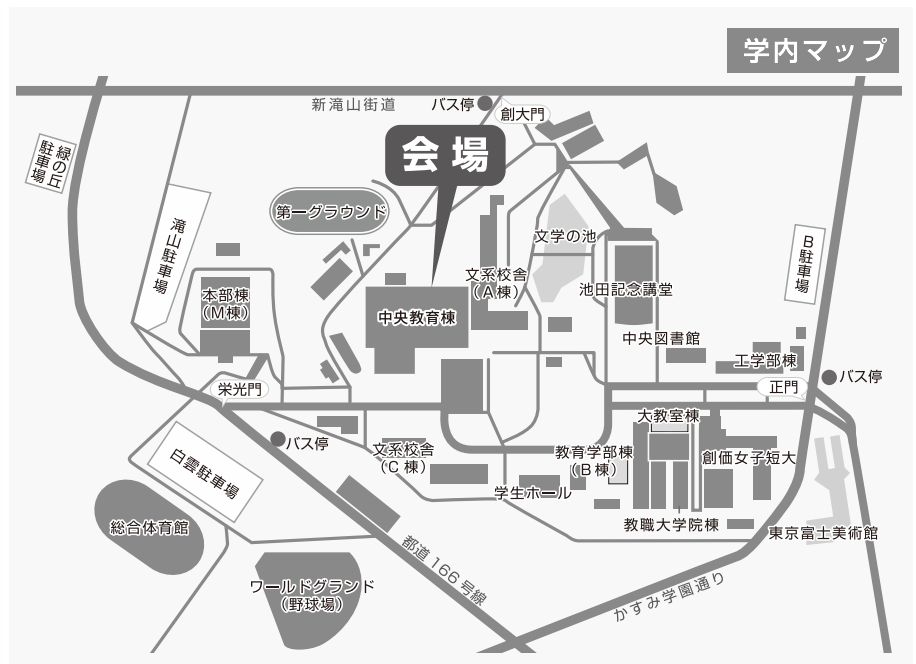 学内マップ
新滝山街道
バス停
創大門
会場
緑の丘
駐車場
第一グラウンド
滝山駐車場
文学の池
B駐車場
文系校舎
（A棟）
池田記念講堂
本部棟
（M棟）
中央教育棟
中央図書館
工学部棟
バス停
正門
栄光門
大教室棟
バス停
文系校舎
（C棟）
教育学部棟
（B棟）
創価女子短大
白雲駐車場
学生ホール
総合体育館
教職大学院棟
東京富士美術館
都道166号線
ワールドグランド
（野球場）
かすみ学園通り